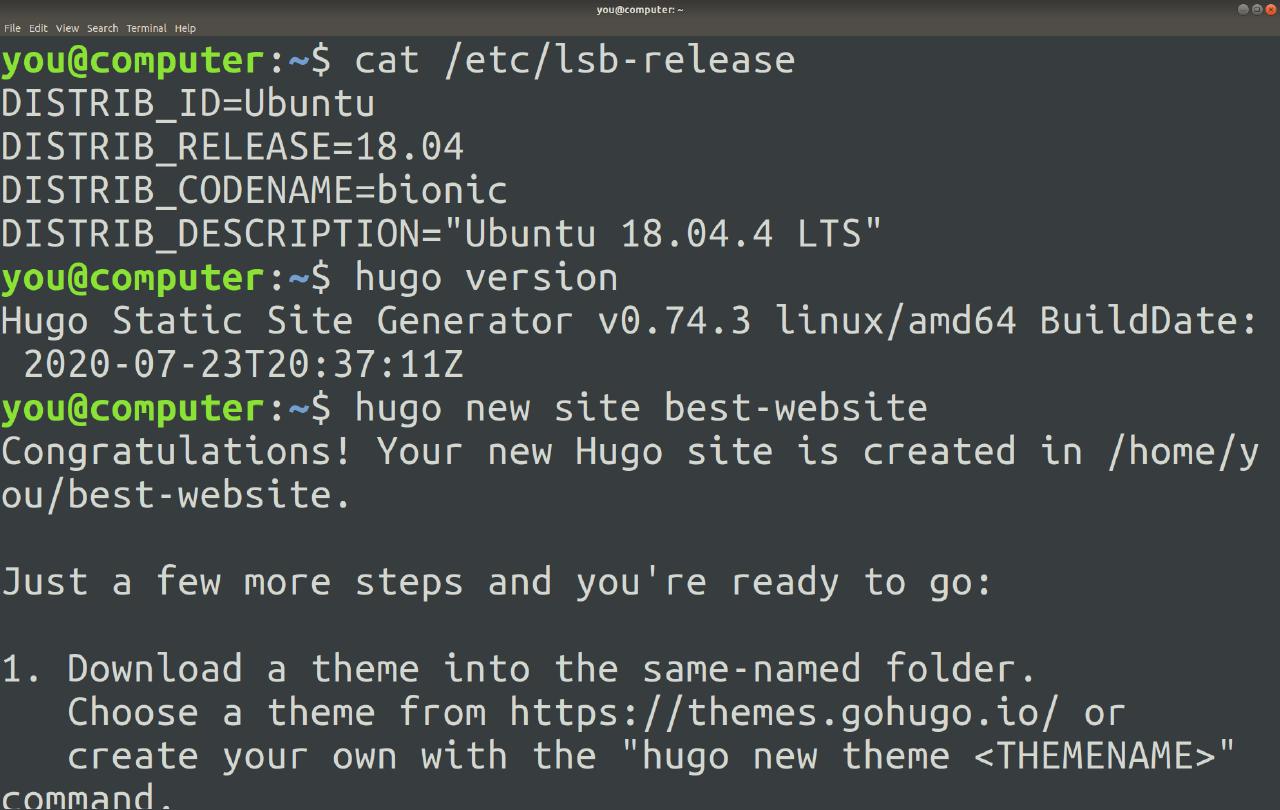 you@computer: ~
File Edit View Search Terminal Help
you@computer:~$ cat /etc/lsb-release
DISTRIB_ID=Ubuntu
DISTRIB_RELEASE=18.04
DISTRIB_CODENAME=bionic
DISTRIB_DESCRIPTION="Ubuntu 18.04.4 LTS"
you@computer:~$ hugo version
Hugo Static Site Generator v0.74.3 linux/amd64 BuildDate:
 2020-07-23T20:37:11Z
you@computer:~$ hugo new site best-website
Congratulations! Your new Hugo site is created in /home/y
ou/best-website.

Just a few more steps and you're ready to go:

1. Download a theme into the same-named folder.
   Choose a theme from https://themes.gohugo.io/ or
   create your own with the "hugo new theme <THEMENAME>"
command.